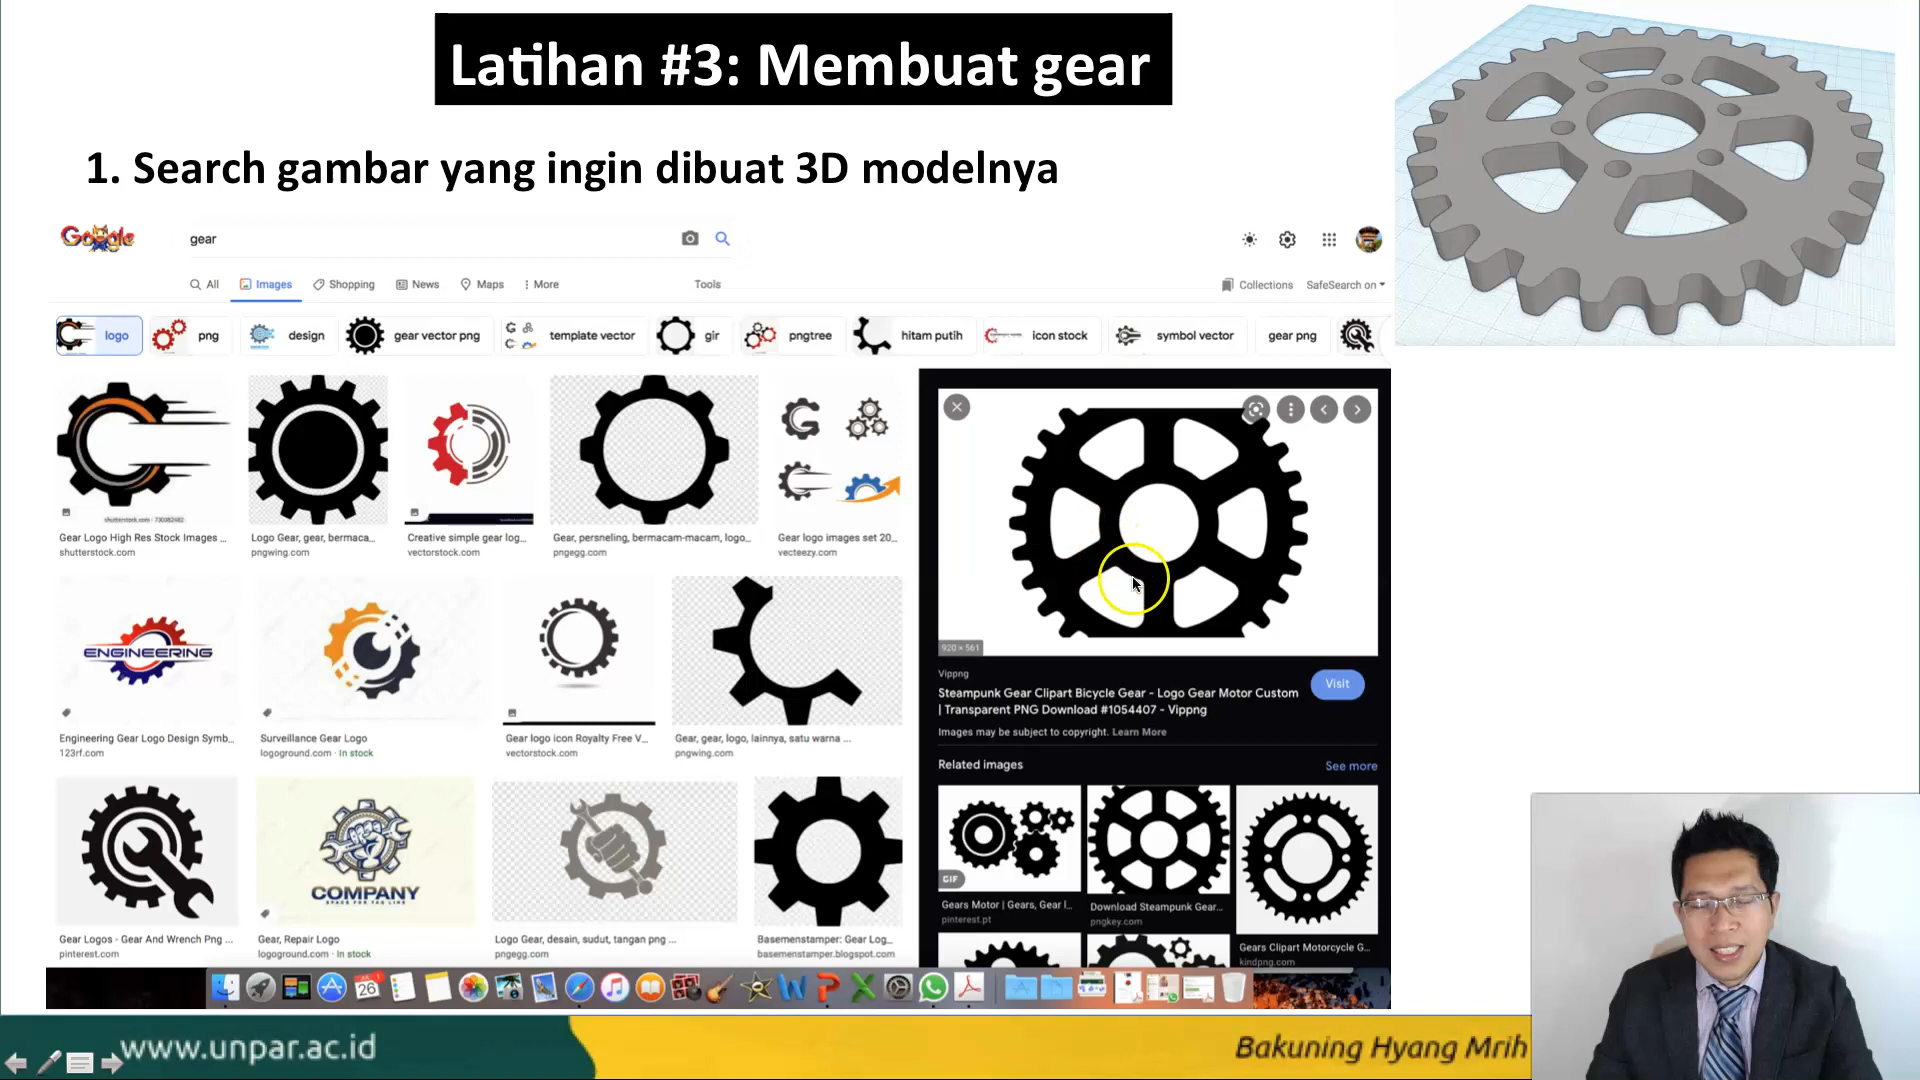 Latihan #3: Membuat gear
1. Search gambar yang ingin dibuat 3D modelnya
Google
gear
All Images Shopping News Maps More Tools Collections SafeSearch on
logo png design gear vector png template vector gir pngtree hitam putih icon stock symbol vector gear png
Gear Logo High Res Stock Images ...
shutterstock.com
Logo Gear, gear, bermaca...
pngwing.com
Creative simple gear log...
vectorstock.com
Gear, persneling, bermacam-macam, logo...
pngegg.com
Gear logo images set 20...
vecteezy.com
ENGINEERING
Engineering Gear Logo Design Symb...
123rf.com
Surveillance Gear Logo
logoground.com · In stock
Gear logo icon Royalty Free V...
vectorstock.com
Gear, gear, logo, lainnya, satu warna ...
pngwing.com
Gear Logos - Gear And Wrench Png ...
pinterest.com
COMPANY
Gear, Repair Logo
logoground.com · In stock
Logo Gear, desain, sudut, tangan png ...
pngegg.com
Basemenstamper: Gear Log...
basemenstamper.blogspot.com
920 × 561
Vippng
Steampunk Gear Clipart Bicycle Gear - Logo Gear Motor Custom
| Transparent PNG Download #1054407 - Vippng
Visit
Images may be subject to copyright. Learn More
Related images
See more
GIF
Gears Motor | Gears, Gear l...
pinterest.pt
Download Steampunk Gear...
pngkey.com
Gears Clipart Motorcycle G...
kindpng.com
26
www.unpar.ac.id
Bakuning Hyang Mrih